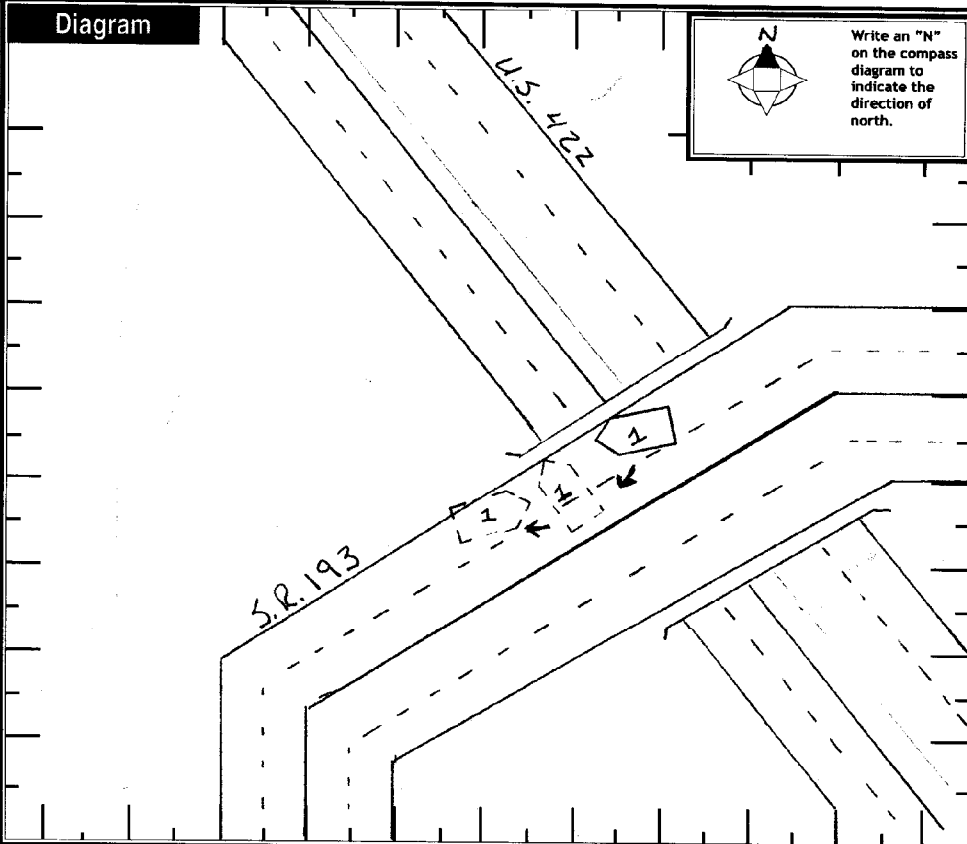 Diagram
N
Write an "N"
on the compass
diagram to
indicate the
direction of
north.
U.S. 422
1
1
1
S.R. 193